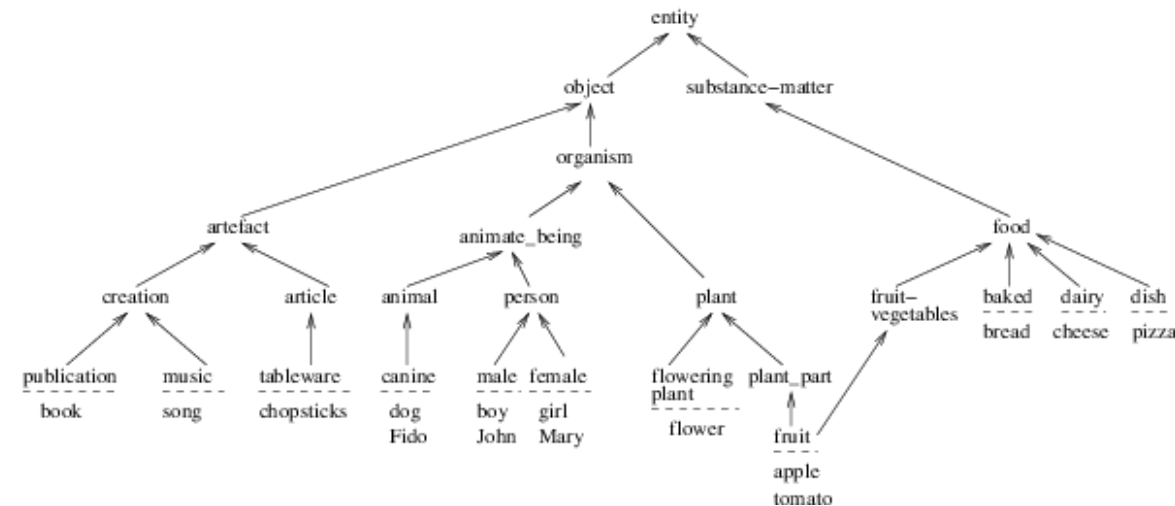 entity
object
substance–matter
organism
artefact
animate_being
food
creation
article
animal
person
plant
fruit–
vegetables
baked
dairy
dish
bread
cheese
pizza
publication
music
tableware
canine
male
female
flowering
plant
plant_part
book
song
chopsticks
dog
Fido
boy
John
girl
Mary
flower
fruit
apple
tomato